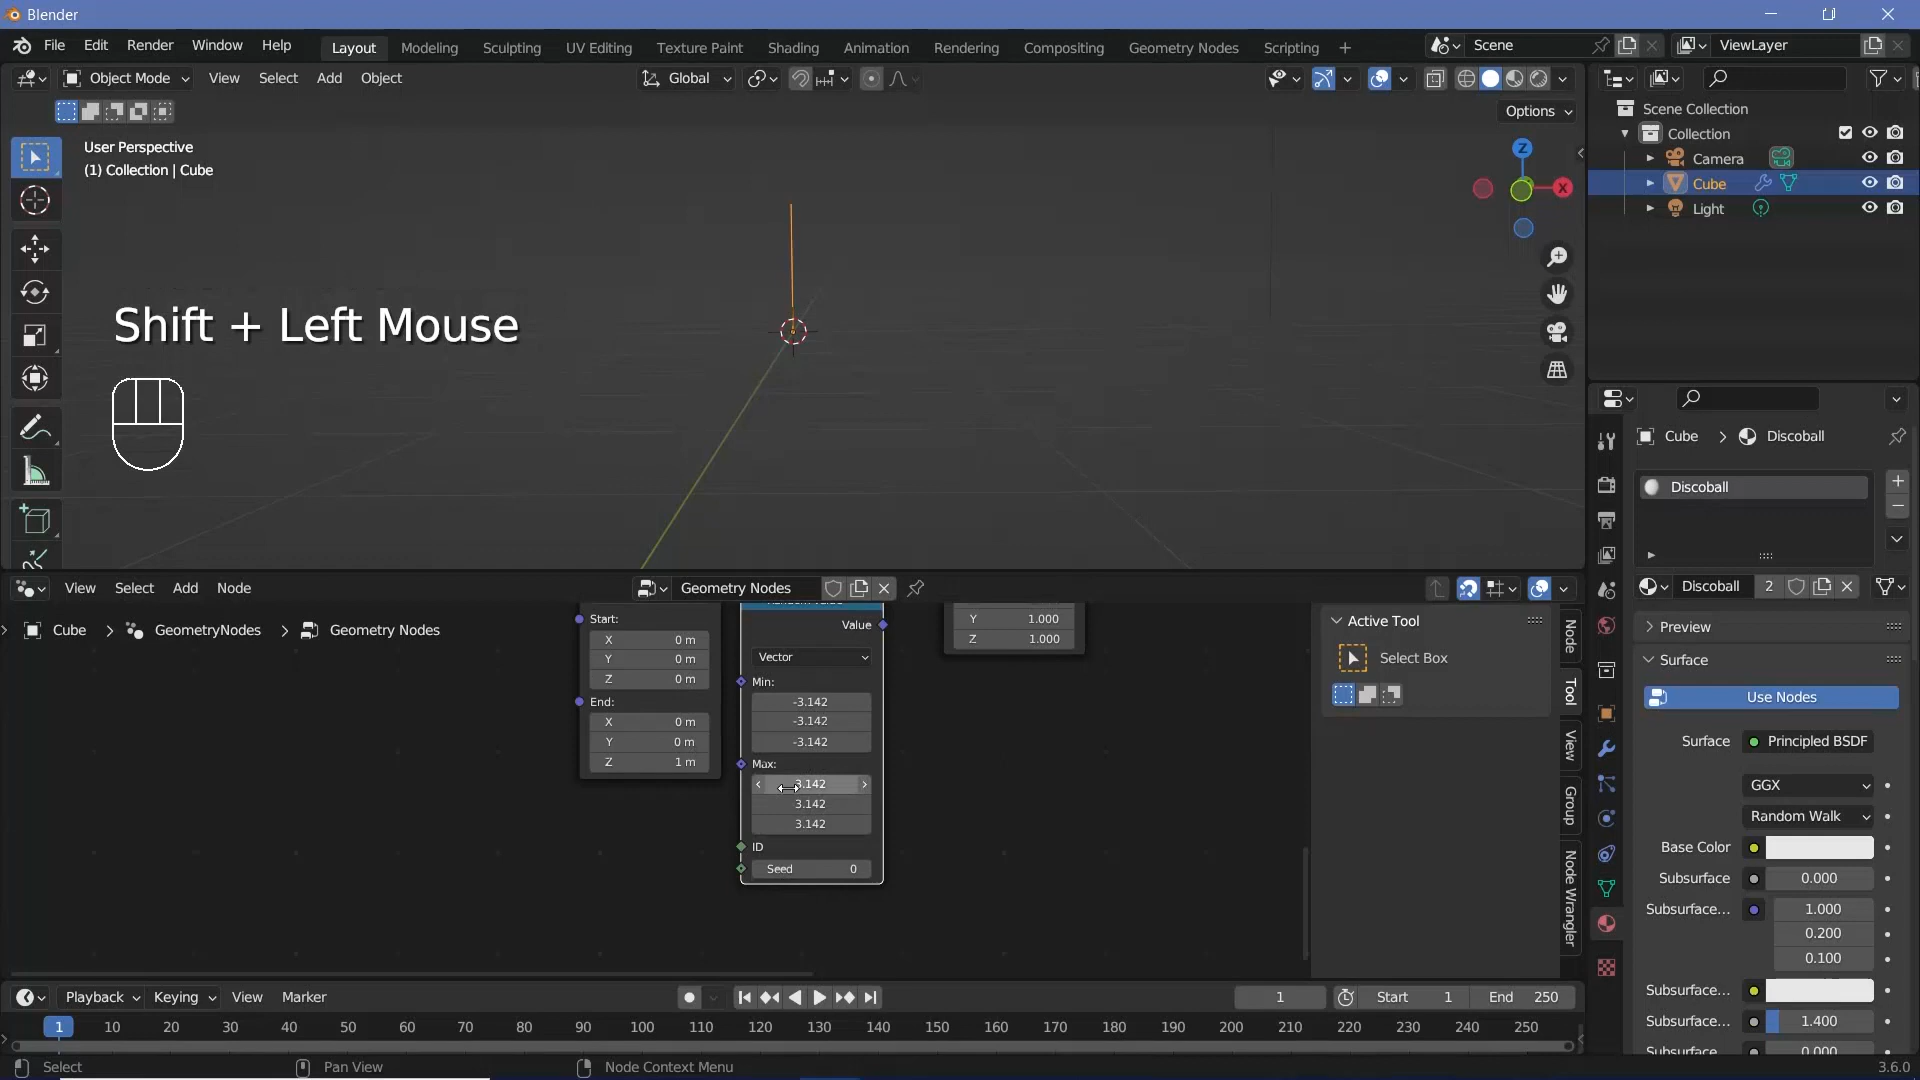 Blender
File Edit Render Window Help
Layout Modeling Sculpting UV Editing Texture Paint Shading Animation Rendering Compositing Geometry Nodes Scripting +
Scene
ViewLayer
Object Mode View Select Add Object
Global
Options
User Perspective
(1) Collection | Cube
Z
X
Shift + Left Mouse
Scene Collection
Collection
Camera
Cube
Light
Cube > Discoball
Discoball
Discoball 2
Preview
Surface
Use Nodes
Surface Principled BSDF
GGX
Random Walk
Base Color
Subsurface 0.000
Subsurface... 1.000
0.200
0.100
Subsurface...
Subsurface... 1.400
Subsurface... 0.000
View Select Add Node
Geometry Nodes
Cube > GeometryNodes > Geometry Nodes
Start:
X 0 m
Y 0 m
Z 0 m
End:
X 0 m
Y 0 m
Z 1 m
Random Value
Value
Vector
Min:
-3.142
-3.142
-3.142
Max:
3.142
3.142
3.142
ID
Seed 0
Y 1.000
Z 1.000
Active Tool
Select Box
Node
Tool
View
Group
Node Wrangler
Playback Keying View Marker
1
Start 1
End 250
1 10 20 30 40 50 60 70 80 90 100 110 120 130 140 150 160 170 180 190 200 210 220 230 240 250
Select
Pan View
Node Context Menu
3.6.0